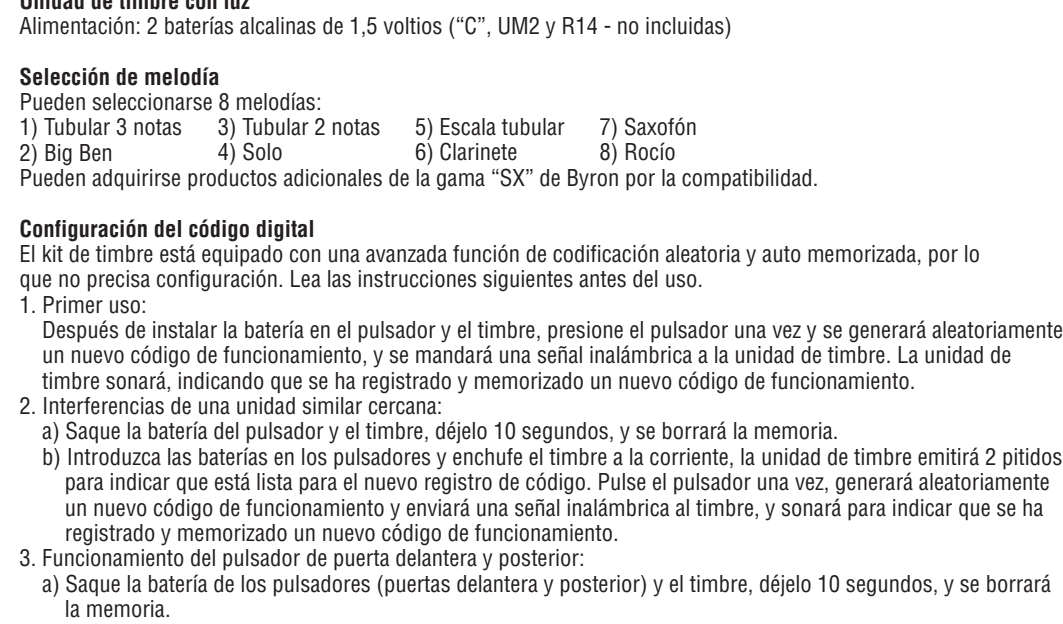 Unidad de timbre con luz
Alimentación: 2 baterías alcalinas de 1,5 voltios (“C”, UM2 y R14 - no incluidas)
Selección de melodía
Pueden seleccionarse 8 melodías:
1) Tubular 3 notas 3) Tubular 2 notas 5) Escala tubular 7) Saxofón
2) Big Ben 4) Solo 6) Clarinete 8) Rocío
Pueden adquirirse productos adicionales de la gama “SX” de Byron por la compatibilidad.
Configuración del código digital
El kit de timbre está equipado con una avanzada función de codificación aleatoria y auto memorizada, por lo
que no precisa configuración. Lea las instrucciones siguientes antes del uso.
1. Primer uso:
Después de instalar la batería en el pulsador y el timbre, presione el pulsador una vez y se generará aleatoriamente
un nuevo código de funcionamiento, y se mandará una señal inalámbrica a la unidad de timbre. La unidad de
timbre sonará, indicando que se ha registrado y memorizado un nuevo código de funcionamiento.
2. Interferencias de una unidad similar cercana:
a) Saque la batería del pulsador y el timbre, déjelo 10 segundos, y se borrará la memoria.
b) Introduzca las baterías en los pulsadores y enchufe el timbre a la corriente, la unidad de timbre emitirá 2 pitidos
para indicar que está lista para el nuevo registro de código. Pulse el pulsador una vez, generará aleatoriamente
un nuevo código de funcionamiento y enviará una señal inalámbrica al timbre, y sonará para indicar que se ha
registrado y memorizado un nuevo código de funcionamiento.
3. Funcionamiento del pulsador de puerta delantera y posterior:
a) Saque la batería de los pulsadores (puertas delantera y posterior) y el timbre, déjelo 10 segundos, y se borrará
la memoria.